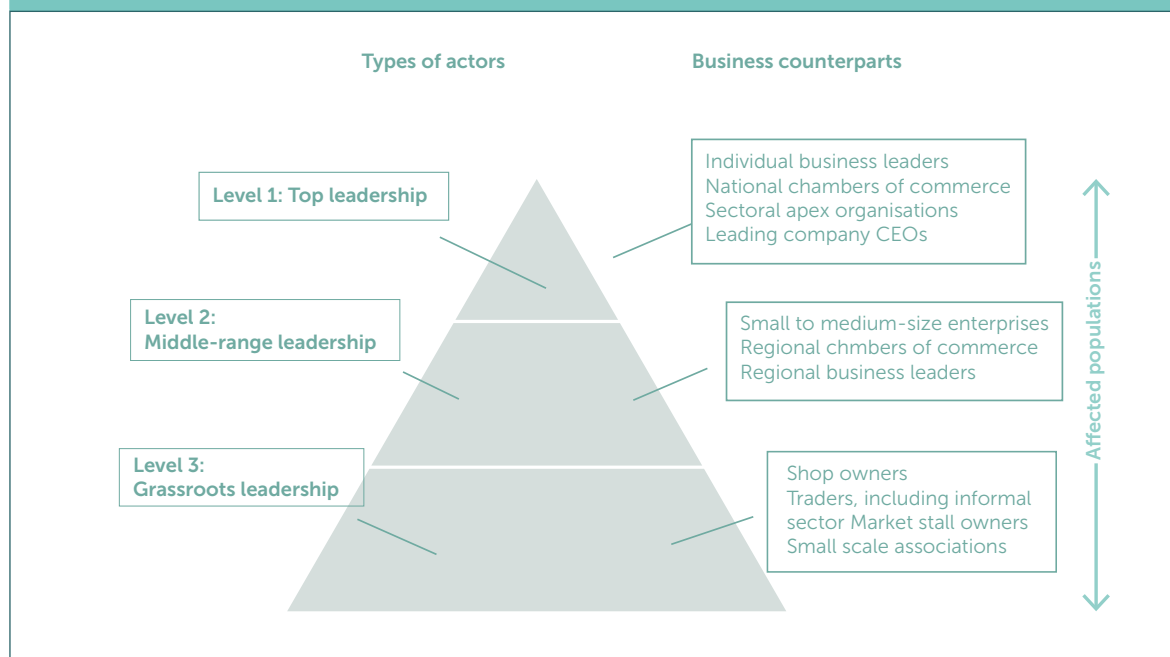 Types of actors
Business counterparts
Level 1: Top leadership
Individual business leaders
National chambers of commerce
Sectoral apex organisations
Leading company CEOs
Level 2:
Middle-range leadership
Small to medium-size enterprises
Regional chmbers of commerce
Regional business leaders
Level 3:
Grassroots leadership
Shop owners
Traders, including informal
sector Market stall owners
Small scale associations
Affected populations